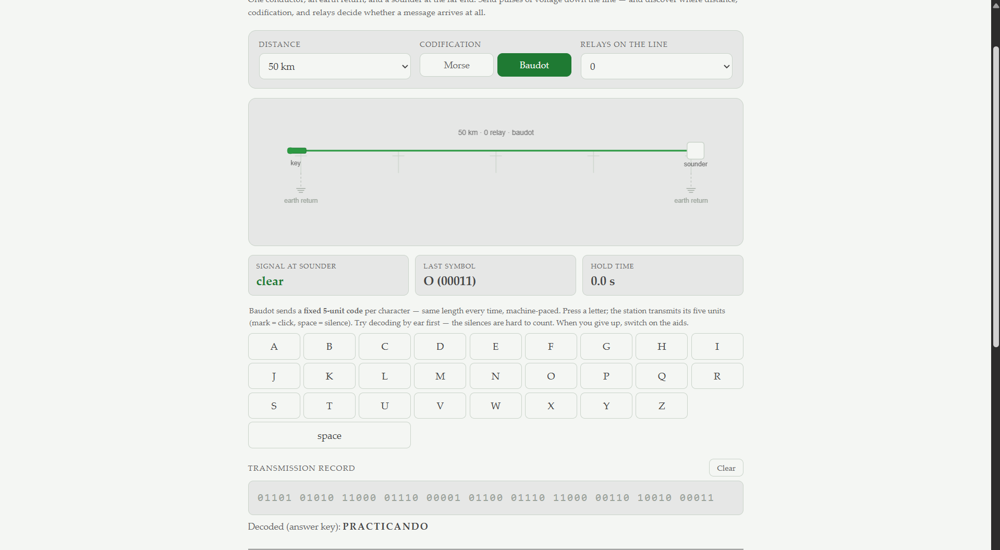 One conductor, an earth return, and a sounder at the far end. Send pulses of voltage down the line — and discover where distance,
codification, and relays decide whether a message arrives at all.
DISTANCE
CODIFICATION
RELAYS ON THE LINE
50 km
Morse
Baudot
0
50 km · 0 relay · baudot
key
sounder
earth return
earth return
SIGNAL AT SOUNDER
clear
LAST SYMBOL
O (00011)
HOLD TIME
0.0 s
Baudot sends a fixed 5-unit code per character — same length every time, machine-paced. Press a letter; the station transmits its five units
(mark = click, space = silence). Try decoding by ear first — the silences are hard to count. When you give up, switch on the aids.
A B C D E F G H I
J K L M N O P Q R
S T U V W X Y Z
space
TRANSMISSION RECORD
Clear
01101 01010 11000 01110 00001 01100 01110 11000 00110 10010 00011
Decoded (answer key): PRACTICANDO